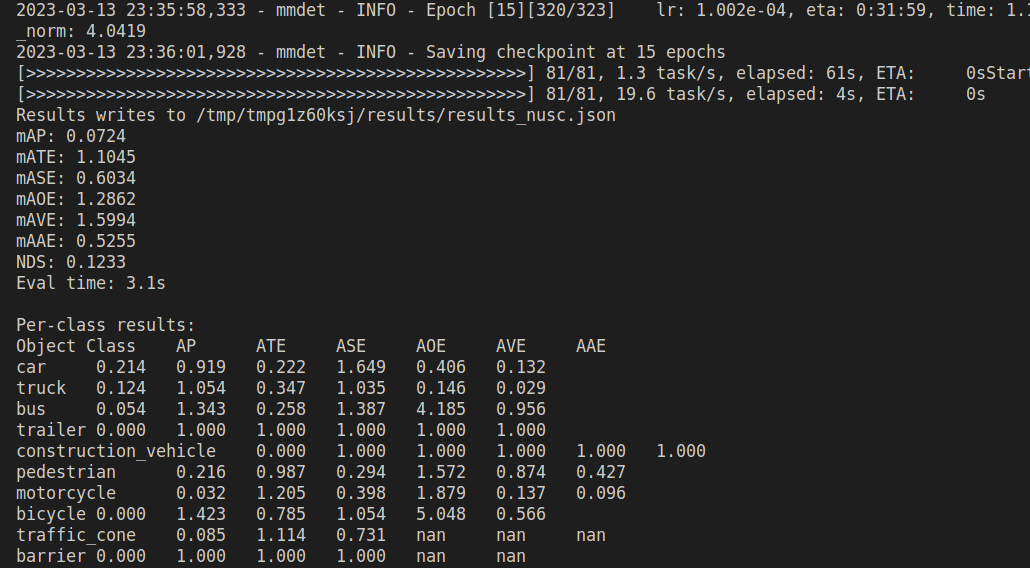 2023-03-13 23:35:58,333 - mmdet - INFO - Epoch [15][320/323]    lr: 1.002e-04, eta: 0:31:59, time: 1.1
_norm: 4.0419
2023-03-13 23:36:01,928 - mmdet - INFO - Saving checkpoint at 15 epochs
[>>>>>>>>>>>>>>>>>>>>>>>>>>>>>>>>>>>>>>>>>>>>>>>>>>] 81/81, 1.3 task/s, elapsed: 61s, ETA:     0sStart
[>>>>>>>>>>>>>>>>>>>>>>>>>>>>>>>>>>>>>>>>>>>>>>>>>>] 81/81, 19.6 task/s, elapsed: 4s, ETA:     0s
Results writes to /tmp/tmpg1z60ksj/results/results_nusc.json
mAP: 0.0724
mATE: 1.1045
mASE: 0.6034
mAOE: 1.2862
mAVE: 1.5994
mAAE: 0.5255
NDS: 0.1233
Eval time: 3.1s
Per-class results:
Object Class    AP      ATE     ASE     AOE     AVE     AAE
car     0.214   0.919   0.222   1.649   0.406   0.132
truck   0.124   1.054   0.347   1.035   0.146   0.029
bus     0.054   1.343   0.258   1.387   4.185   0.956
trailer 0.000   1.000   1.000   1.000   1.000   1.000
construction_vehicle    0.000   1.000   1.000   1.000   1.000   1.000
pedestrian      0.216   0.987   0.294   1.572   0.874   0.427
motorcycle      0.032   1.205   0.398   1.879   0.137   0.096
bicycle 0.000   1.423   0.785   1.054   5.048   0.566
traffic_cone    0.085   1.114   0.731   nan     nan     nan
barrier 0.000   1.000   1.000   1.000   nan     nan